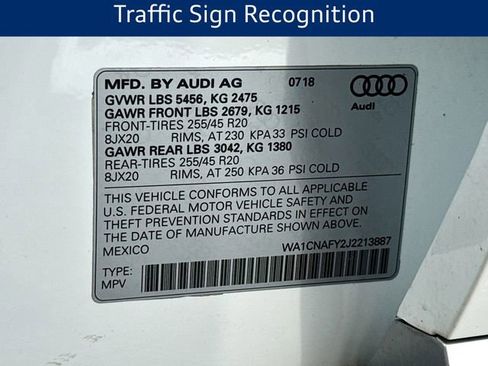 Traffic Sign Recognition
MFD. BY AUDI AG 0718
GVWR LBS 5456, KG 2475
GAWR FRONT LBS 2679, KG 1215
FRONT-TIRES 255/45 R20
8JX20 RIMS, AT 230 KPA 33 PSI COLD
GAWR REAR LBS 3042, KG 1380
REAR-TIRES 255/45 R20
8JX20 RIMS, AT 250 KPA 36 PSI COLD
Audi
THIS VEHICLE CONFORMS TO ALL APPLICABLE
U.S. FEDERAL MOTOR VEHICLE SAFETY AND
THEFT PREVENTION STANDARDS IN EFFECT ON
THE DATE OF MANUFACTURE SHOWN ABOVE.
MEXICO WA1CNAFY2J2213887
TYPE:
MPV